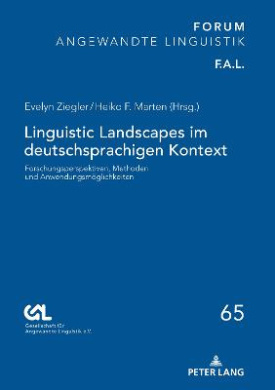 FORUM
ANGEWANDTE LINGUISTIK
F.A.L.
Evelyn Ziegler/Heiko F. Marten (Hrsg.)
Linguistic Landscapes im
deutschsprachigen Kontext
Forschungsperspektiven, Methoden
und Anwendungsmöglichkeiten
GAL
Gesellschaft für
Angewandte Linguistik e.V.
65
PETER LANG